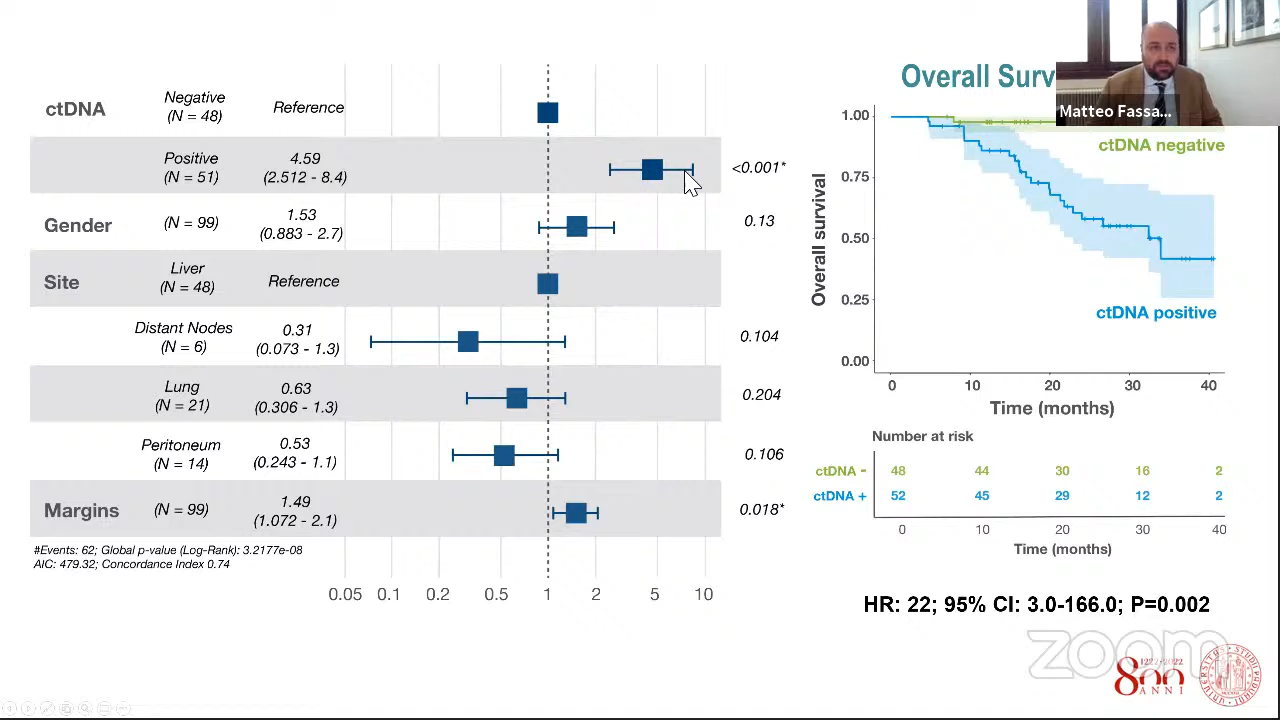 ctDNA
Negative
(N = 48)
Reference
Positive
(N = 51)
4.59
(2.512 - 8.4)
<0.001*
Gender
(N = 99)
1.53
(0.883 - 2.7)
0.13
Site
Liver
(N = 48)
Reference
Distant Nodes
(N = 6)
0.31
(0.073 - 1.3)
0.104
Lung
(N = 21)
0.63
(0.306 - 1.3)
0.204
Peritoneum
(N = 14)
0.53
(0.243 - 1.1)
0.106
Margins
(N = 99)
1.49
(1.072 - 2.1)
0.018*
#Events: 62; Global p-value (Log-Rank): 3.2177e-08
AIC: 479.32; Concordance Index 0.74
0.05 0.1 0.2 0.5 1 2 5 10
Overall Surv
Matteo Fassa...
Overall survival
1.00
0.75
0.50
0.25
0.00
ctDNA negative
ctDNA positive
0 10 20 30 40
Time (months)
Number at risk
ctDNA - 48 44 30 16 2
ctDNA + 52 45 29 12 2
0 10 20 30 40
Time (months)
HR: 22; 95% CI: 3.0-166.0; P=0.002
zoom
1222-2022
800
ANNI